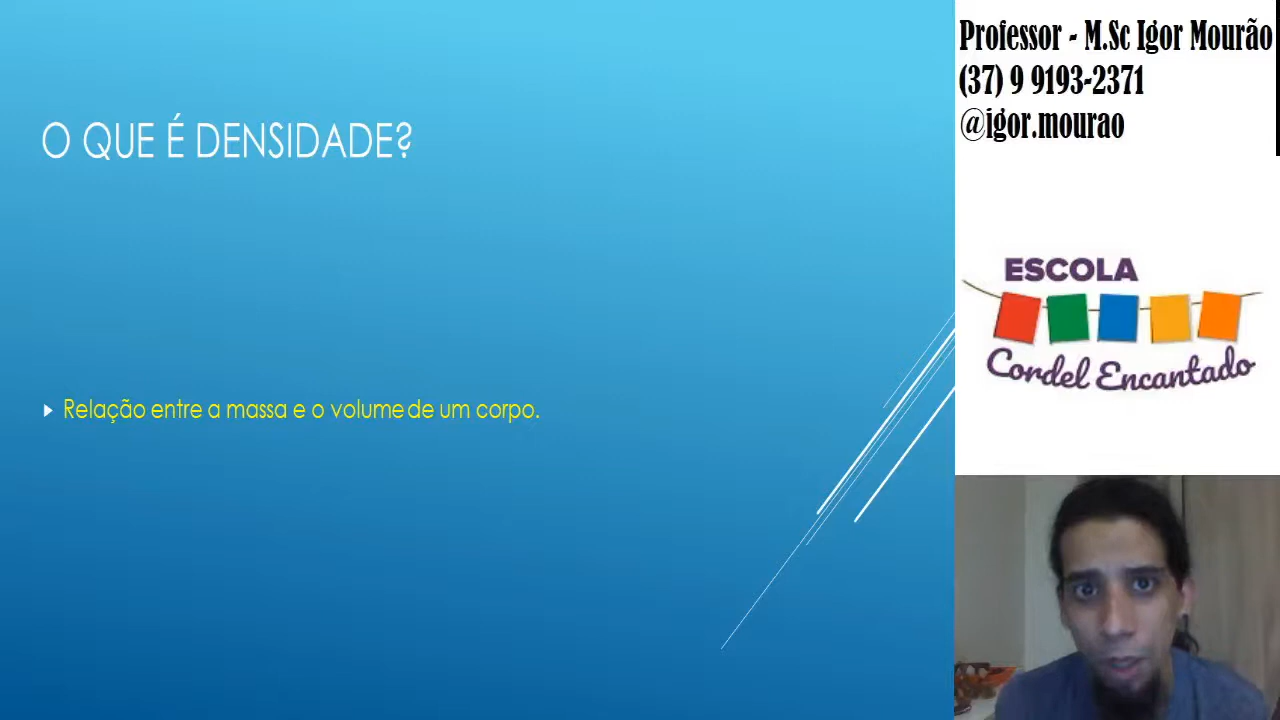 O QUE É DENSIDADE?
Relação entre a massa e o volume de um corpo.
Professor - M.Sc Igor Mourão
(37) 9 9193-2371
@igor.mourao
ESCOLA
Cordel Encantado